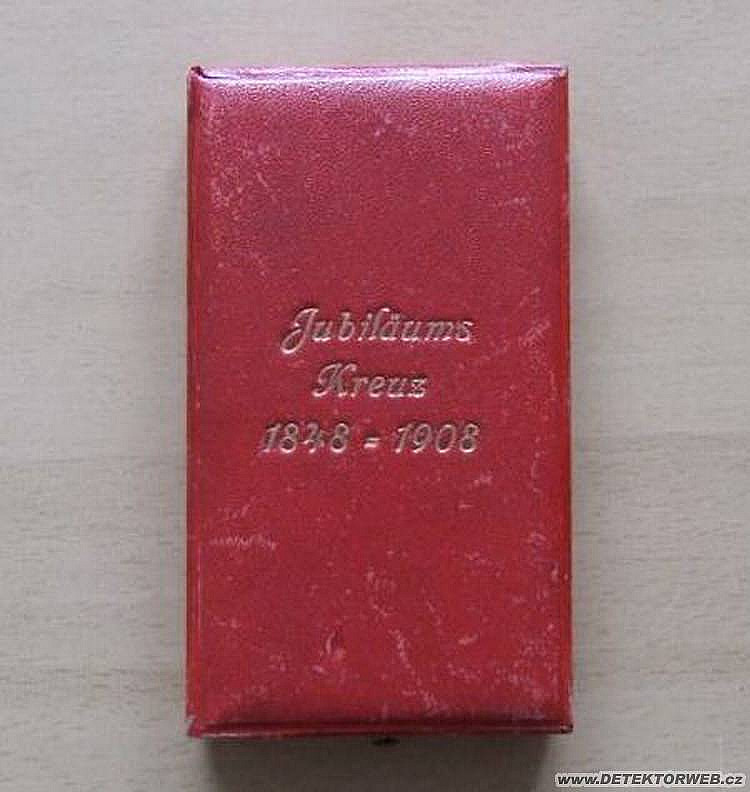 Jubiläums
Kreuz
1848 = 1908
www.DETEKTORWEB.cz